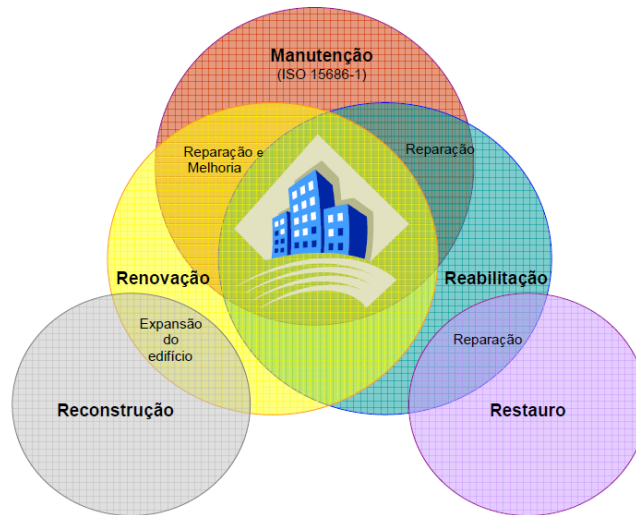 Manutenção
(ISO 15686-1)
Reparação e
Melhoria
Reparação
Renovação
Reabilitação
Expansão
do
edifício
Reparação
Reconstrução
Restauro